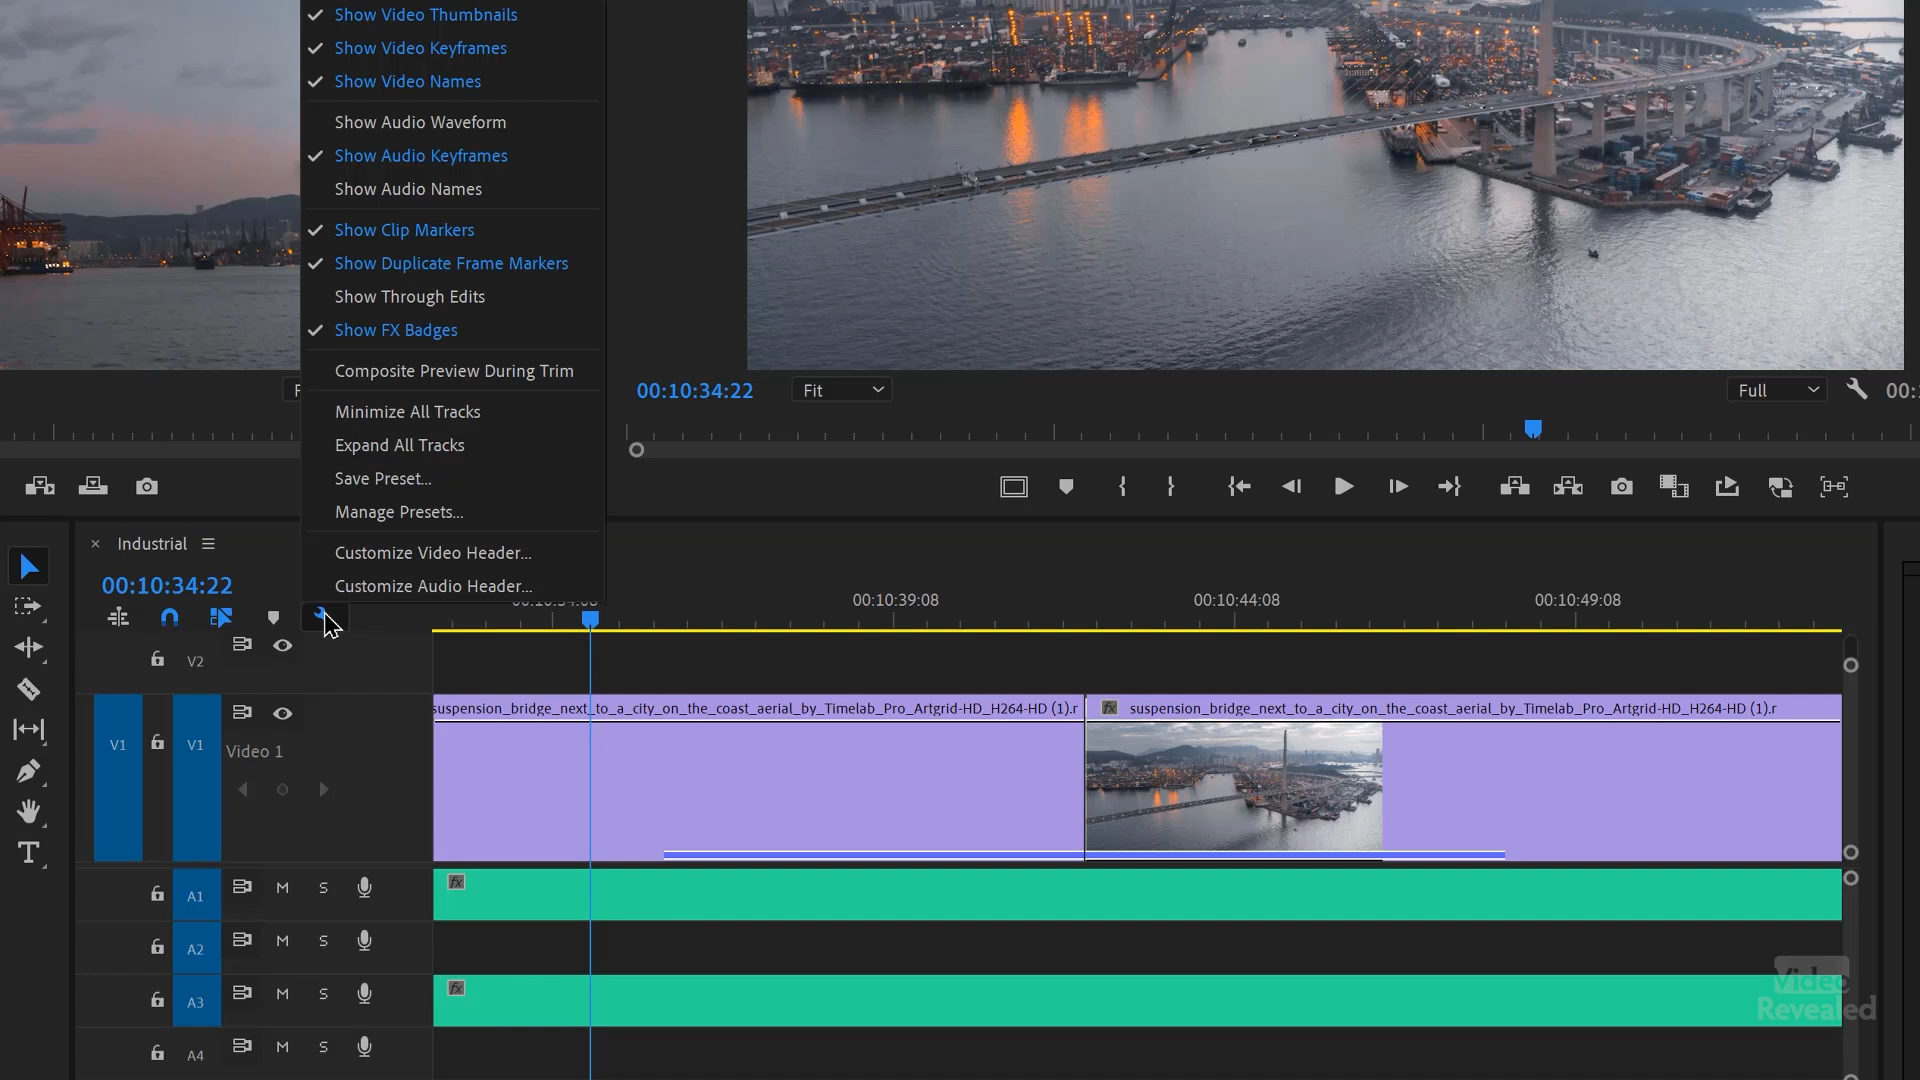 Show Video Thumbnails
Show Video Keyframes
Show Video Names
Show Audio Waveform
Show Audio Keyframes
Show Audio Names
Show Clip Markers
Show Duplicate Frame Markers
Show Through Edits
Show FX Badges
Composite Preview During Trim
Minimize All Tracks
Expand All Tracks
Save Preset...
Manage Presets...
Customize Video Header...
Customize Audio Header...
00:10:34:22
Fit
Full
00:
Industrial
00:10:34:22
00:10:34:08
00:10:39:08
00:10:44:08
00:10:49:08
V2
V1
V1
Video 1
suspension_bridge_next_to_a_city_on_the_coast_aerial_by_Timelab_Pro_Artgrid-HD_H264-HD (1).r
fx
suspension_bridge_next_to_a_city_on_the_coast_aerial_by_Timelab_Pro_Artgrid-HD_H264-HD (1).r
A1
M
S
fx
A2
M
S
A3
M
S
fx
A4
M
S
Video
Revealed